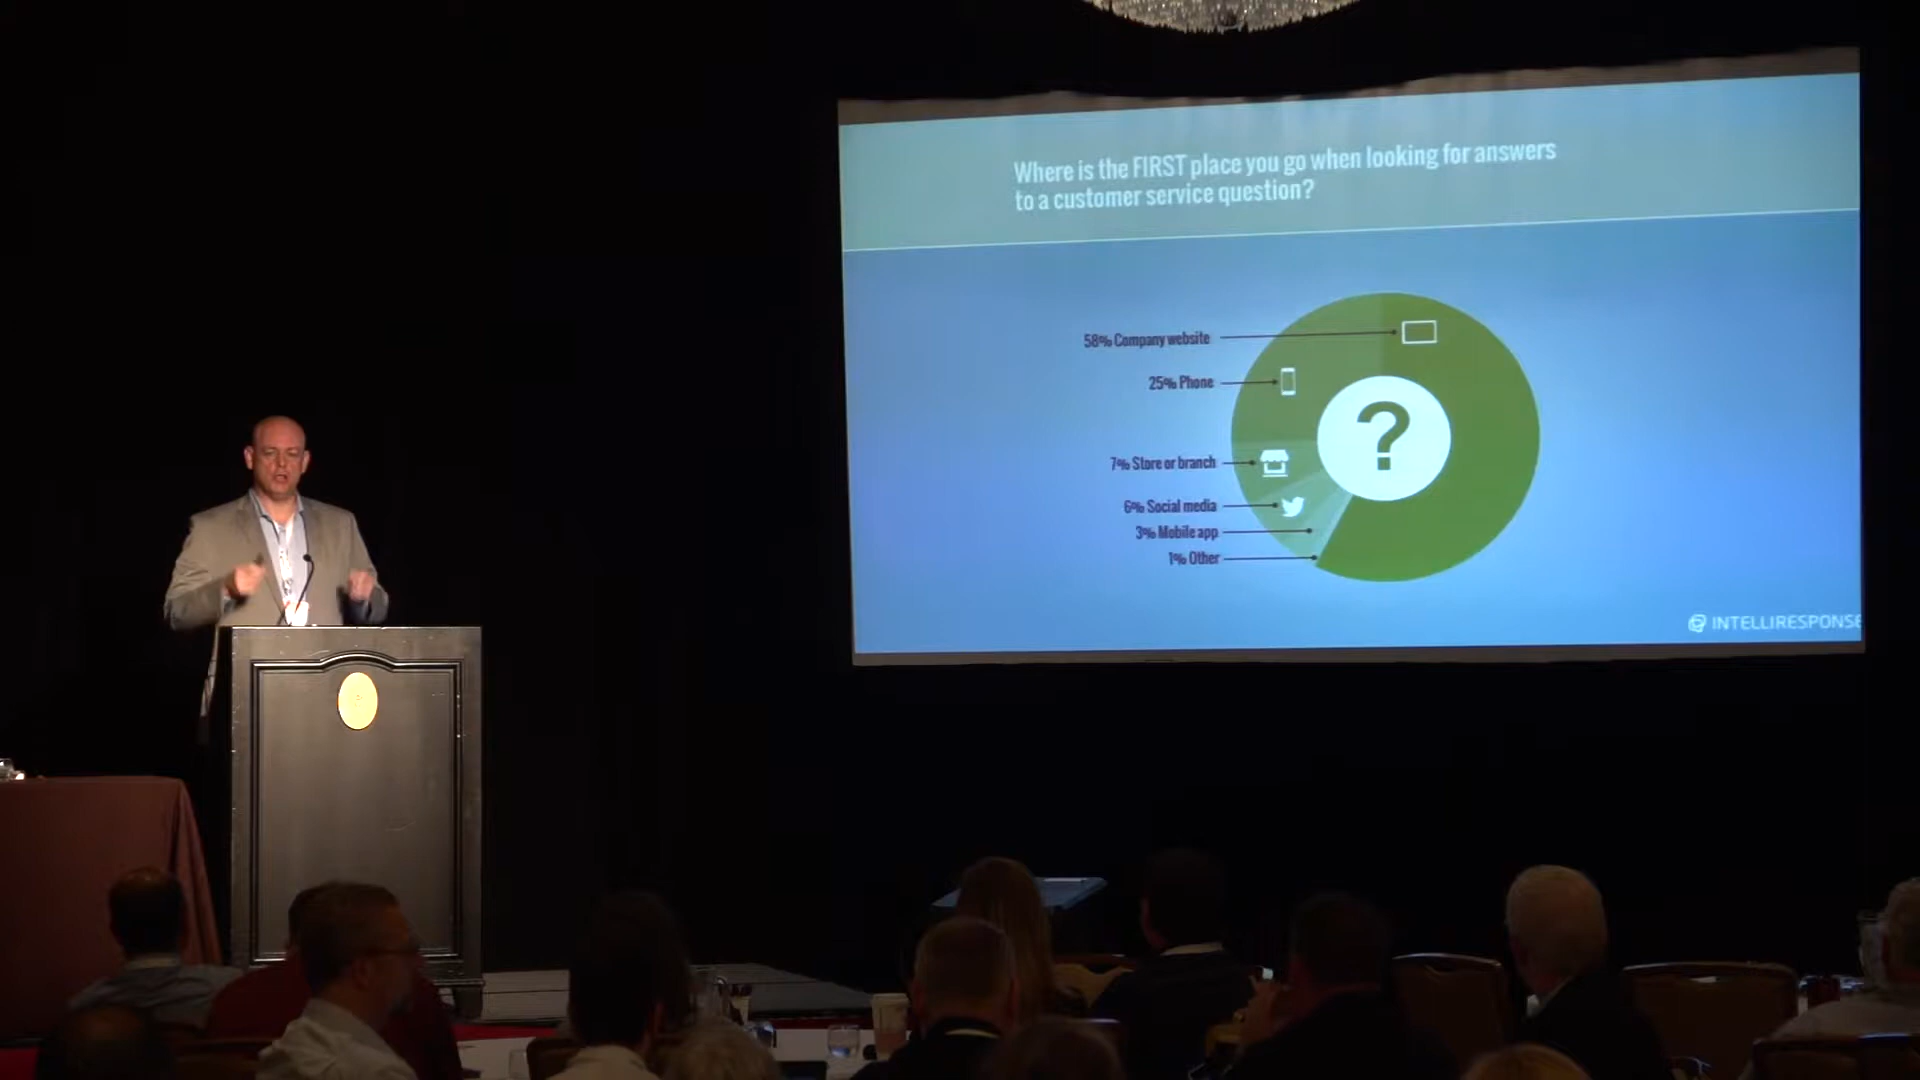 Where is the FIRST place you go when looking for answers
to a customer service question?
58% Company website
25% Phone
7% Store or branch
6% Social media
3% Mobile app
1% Other
?
INTELLIRESPONSE